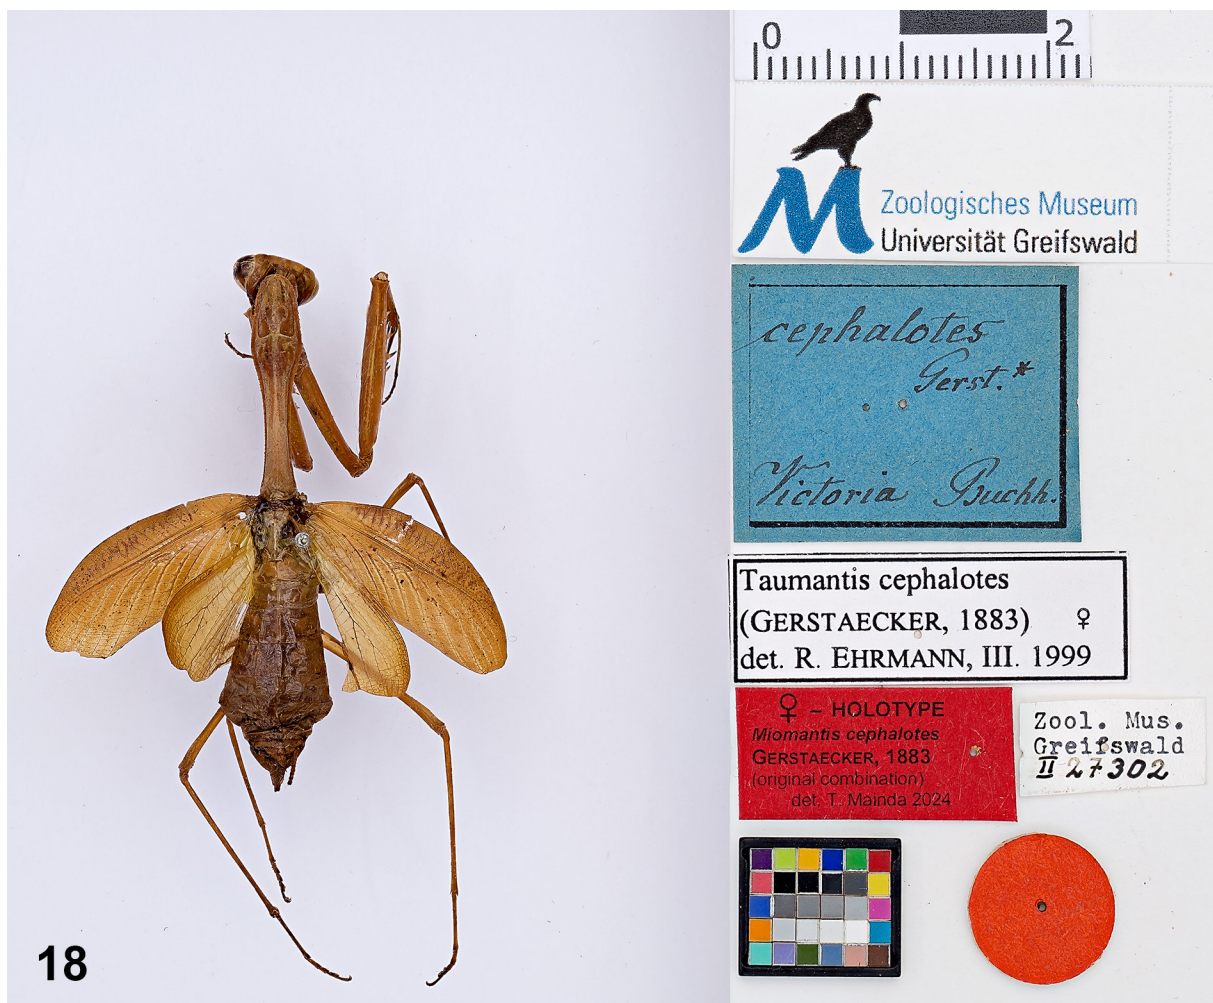 0 2
Zoologisches Museum
Universität Greifswald
cephalotes
Gerst.*
Victoria Buchh.
Taumantis cephalotes
(GERSTAECKER, 1883) ♀
det. R. EHRMANN, III. 1999
♀ – HOLOTYPE
Miomantis cephalotes
GERSTAECKER, 1883
(original combination)
det. T. Mainda 2024
Zool. Mus.
Greifswald
II 27302
18